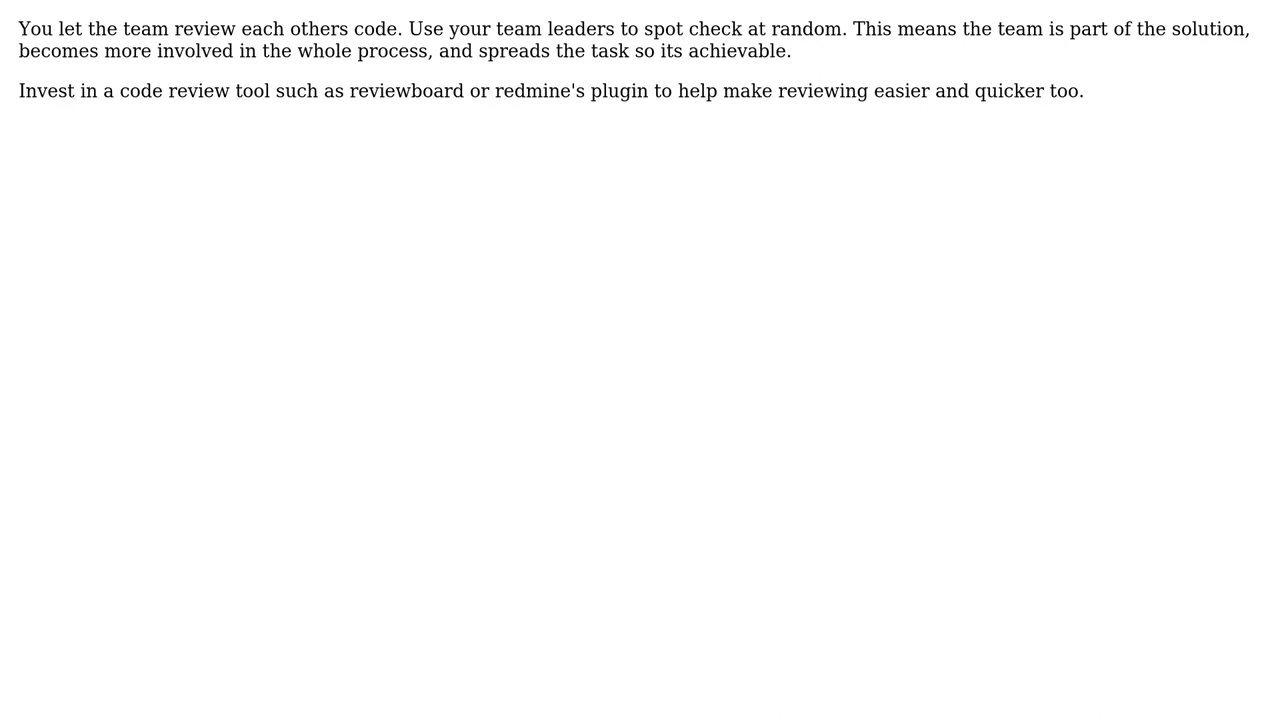 You let the team review each others code. Use your team leaders to spot check at random. This means the team is part of the solution,
becomes more involved in the whole process, and spreads the task so its achievable.
Invest in a code review tool such as reviewboard or redmine's plugin to help make reviewing easier and quicker too.